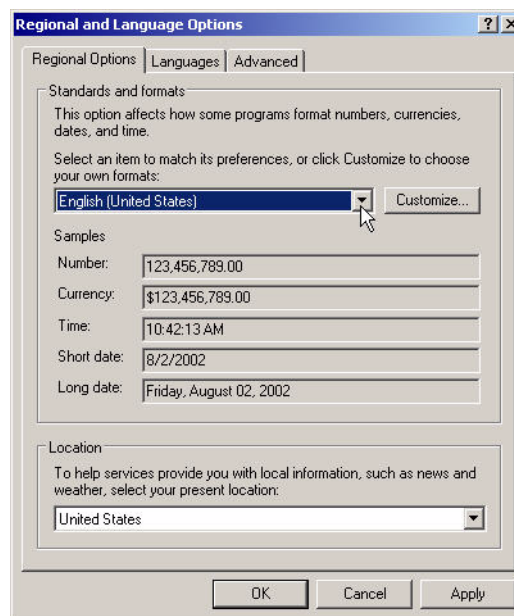 Regional and Language Options
Regional Options Languages Advanced
Standards and formats
This option affects how some programs format numbers, currencies,
dates, and time.
Select an item to match its preferences, or click Customize to choose
your own formats:
English (United States) Customize...
Samples
Number: 123,456,789.00
Currency: $123,456,789.00
Time: 10:42:13 AM
Short date: 8/2/2002
Long date: Friday, August 02, 2002
Location
To help services provide you with local information, such as news and
weather, select your present location:
United States
OK Cancel Apply